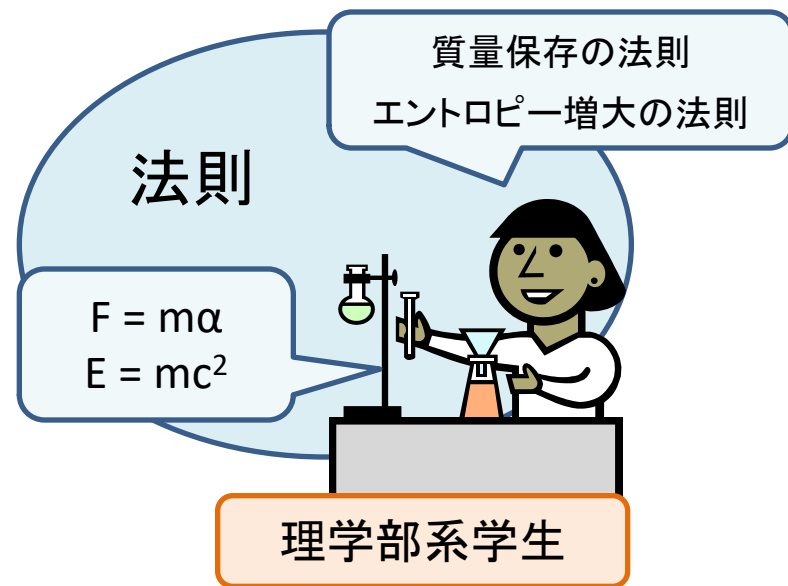 質量保存の法則
エントロピー増大の法則
法則
F = mα
E = mc²
理学部系学生